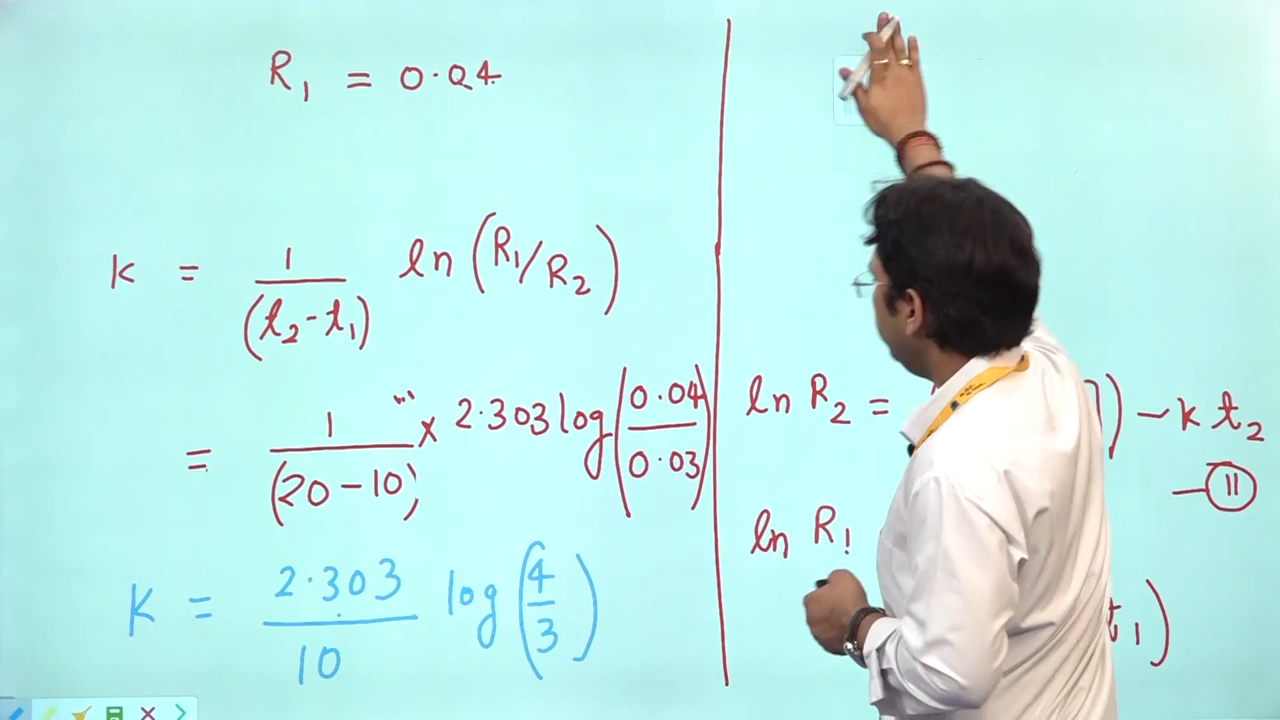 R₁ = 0.04
K = 1/(t₂-t₁) ln (R₁/R₂)
= 1/(20-10) × 2.303 log (0.04/0.03)
K = 2.303/10 log (4/3)
ln R₂ = ) - K t₂
- (II)
ln R₁
t₁)